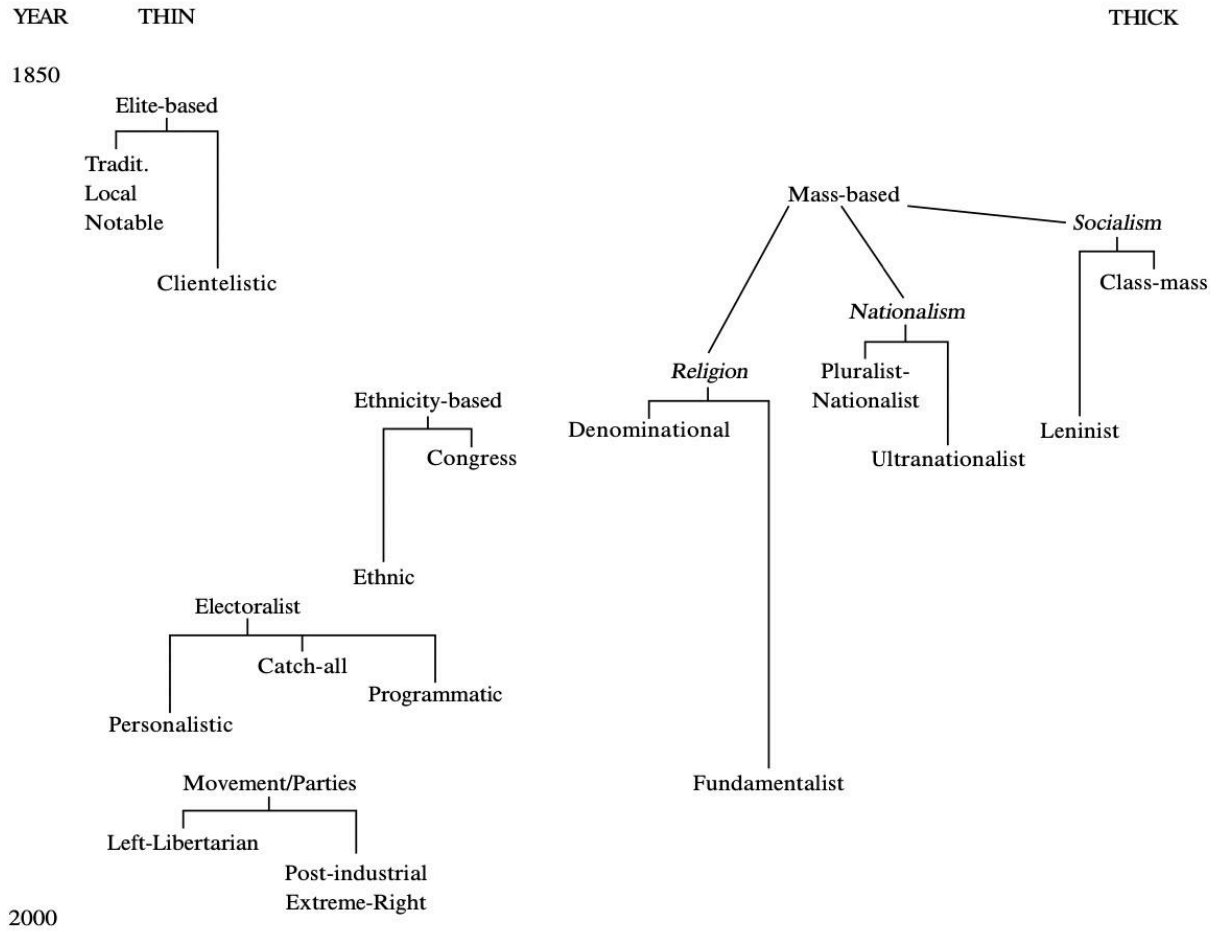 YEAR THIN THICK
1850
Elite-based
Tradit.
Local
Notable
Clientelistic
Mass-based
Socialism
Class-mass
Nationalism
Religion
Pluralist-
Nationalist
Ethnicity-based
Denominational
Leninist
Congress
Ultranationalist
Ethnic
Electoralist
Catch-all
Programmatic
Personalistic
Movement/Parties
Fundamentalist
Left-Libertarian
Post-industrial
Extreme-Right
2000